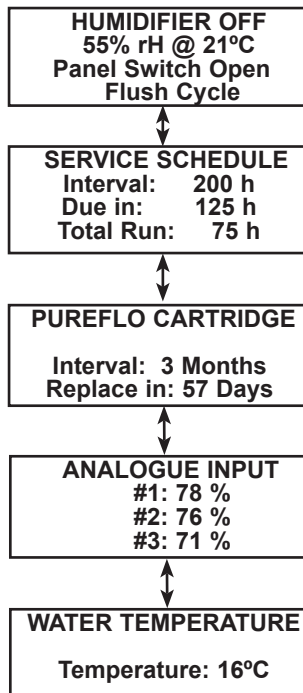 HUMIDIFIER OFF
55% rH @ 21ºC
Panel Switch Open
Flush Cycle
SERVICE SCHEDULE
Interval: 200 h
Due in: 125 h
Total Run: 75 h
PUREFLO CARTRIDGE
Interval: 3 Months
Replace in: 57 Days
ANALOGUE INPUT
#1: 78 %
#2: 76 %
#3: 71 %
WATER TEMPERATURE
Temperature: 16ºC